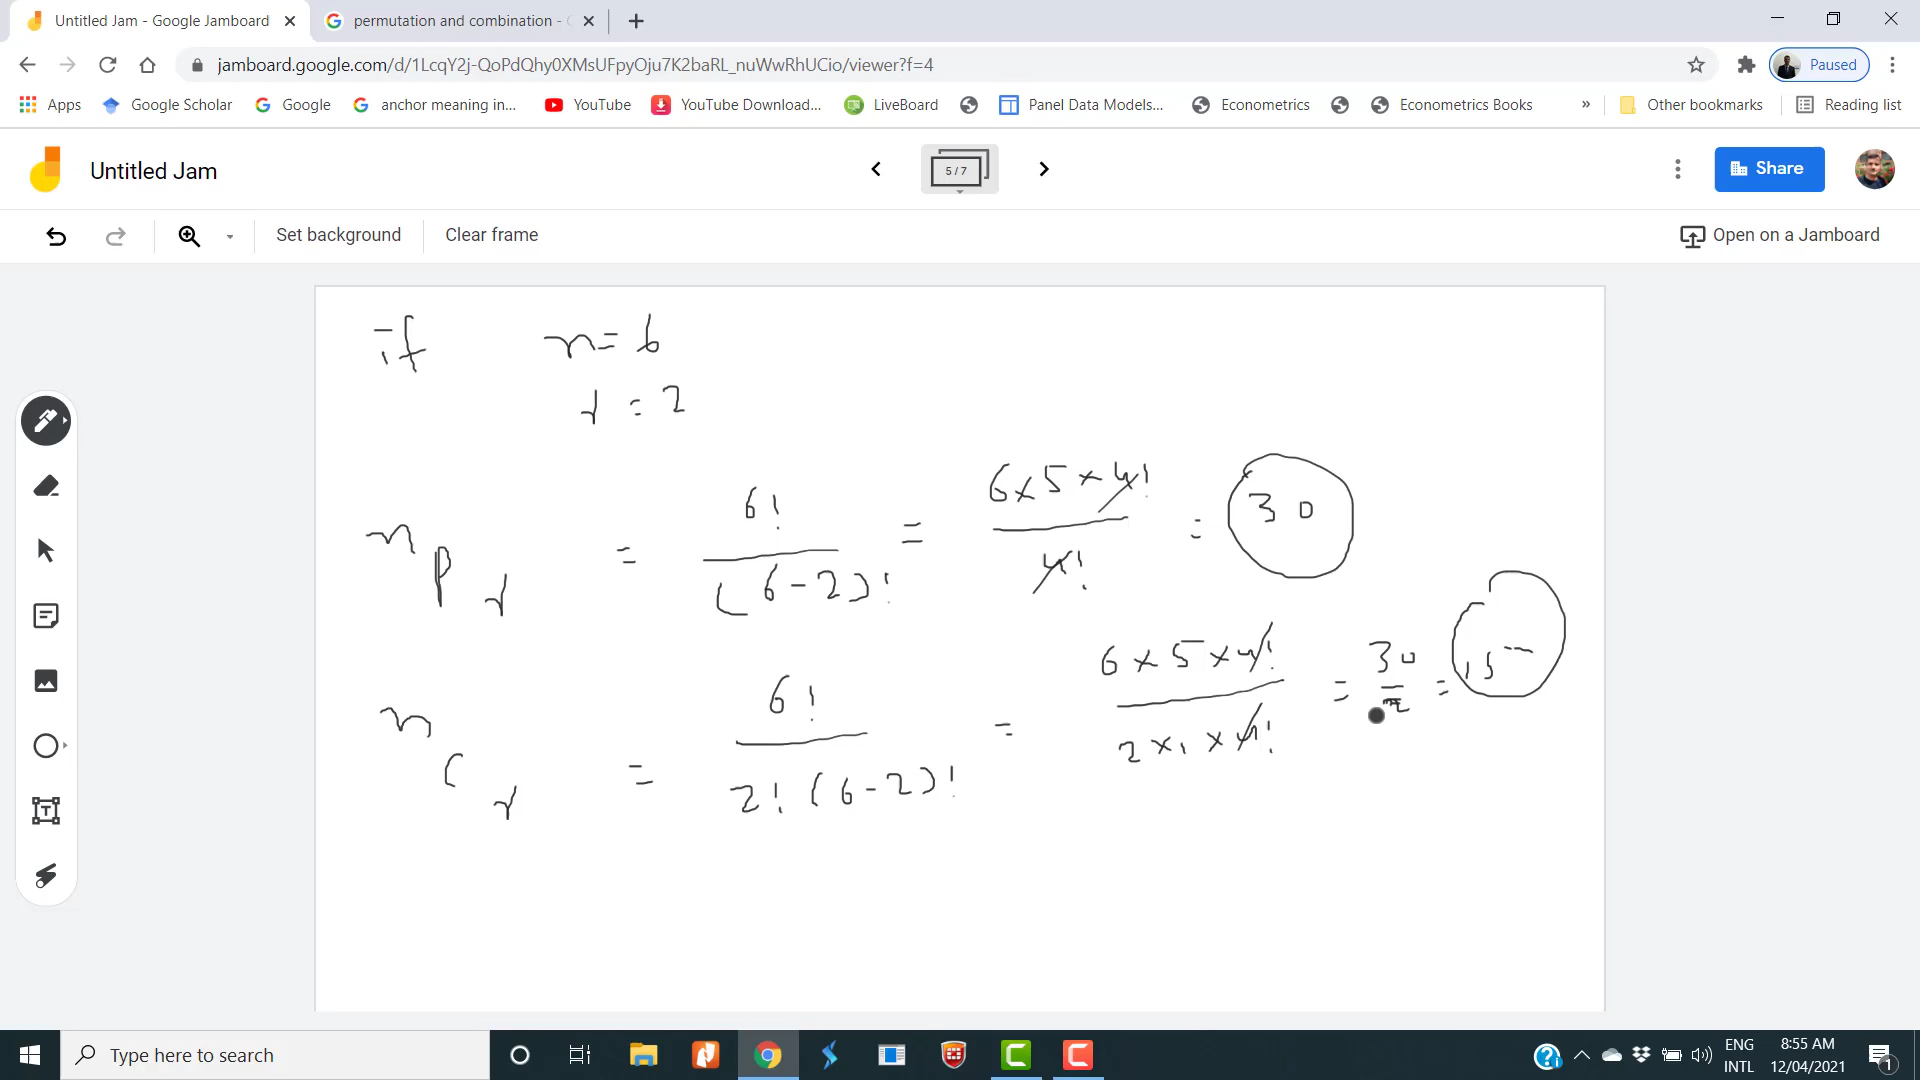 Untitled Jam - Google Jamboard
permutation and combination -
jamboard.google.com/d/1LcqY2j-QoPdQhy0XMsUFpyOju7K2baRL_nuWwRhUCio/viewer?f=4
Paused
Apps Google Scholar Google anchor meaning in... YouTube YouTube Download... LiveBoard Panel Data Models... Econometrics Econometrics Books » Other bookmarks Reading list
Untitled Jam
5 / 7
Share
Set background Clear frame
Open on a Jamboard
if n = 6
r = 2
nPr = 6! / (6-2)! = 6 x 5 x 4! / 4! = 30
nCr = 6! / 2! (6-2)! = 6 x 5 x 4! / 2 x 1 x 4! = 30 / 2 = 15
Type here to search
ENG
INTL
8:55 AM
12/04/2021
1